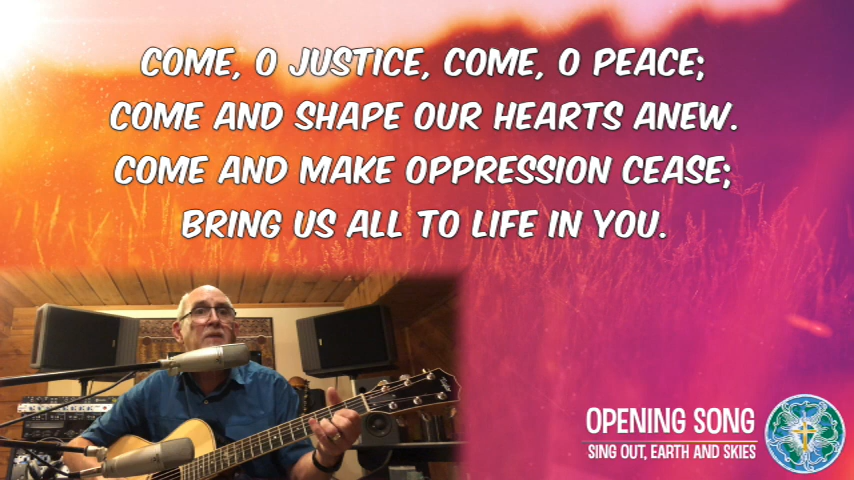 COME, O JUSTICE, COME, O PEACE;
COME AND SHAPE OUR HEARTS ANEW.
COME AND MAKE OPPRESSION CEASE;
BRING US ALL TO LIFE IN YOU.
OPENING SONG
SING OUT, EARTH AND SKIES